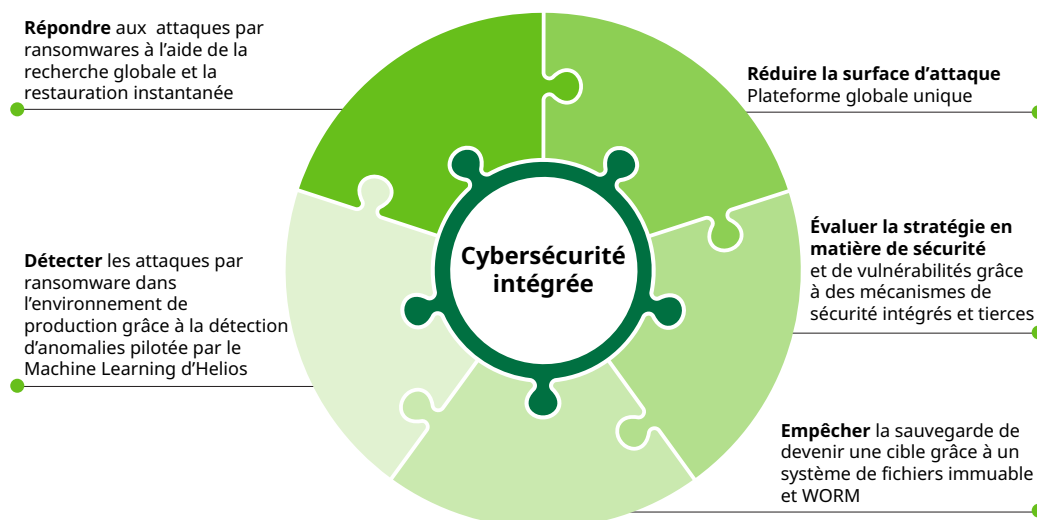 Répondre aux attaques par
ransomwares à l’aide de la
recherche globale et la
restauration instantanée
Réduire la surface d’attaque
Plateforme globale unique
Évaluer la stratégie en
matière de sécurité
et de vulnérabilités grâce
à des mécanismes de
sécurité intégrés et tierces
Cybersécurité
intégrée
Détecter les attaques par
ransomware dans
l’environnement de
production grâce à la détection
d’anomalies pilotée par le
Machine Learning d’Helios
Empêcher la sauvegarde de
devenir une cible grâce à un
système de fichiers immuable
et WORM